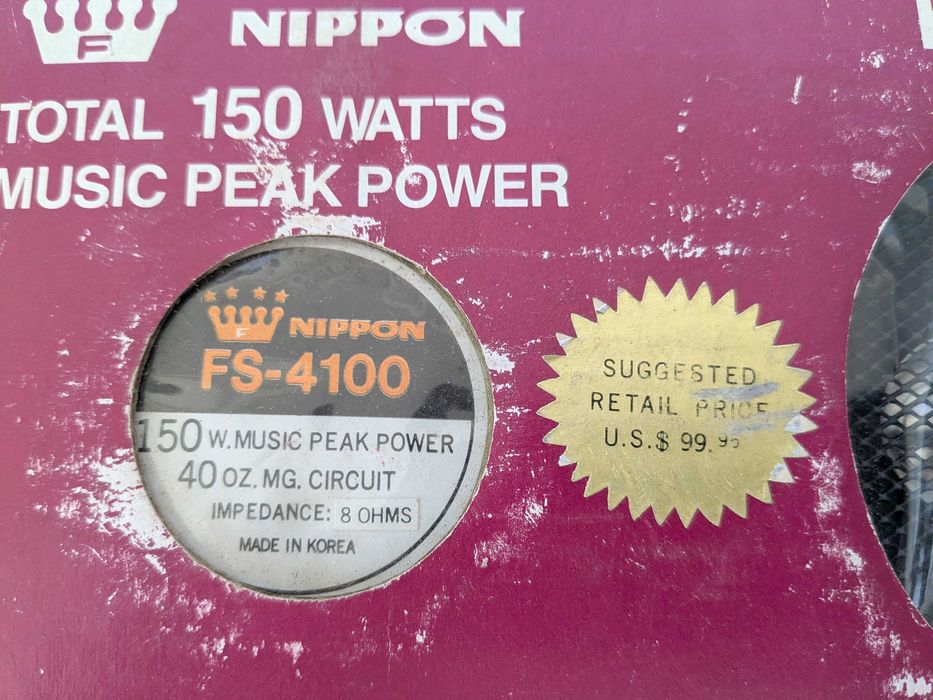 F
NIPPON
TOTAL 150 WATTS
MUSIC PEAK POWER
F
NIPPON
FS-4100
150 W. MUSIC PEAK POWER
40 OZ. MG. CIRCUIT
IMPEDANCE: 8 OHMS
MADE IN KOREA
SUGGESTED
RETAIL PRICE
U.S.$ 99.95